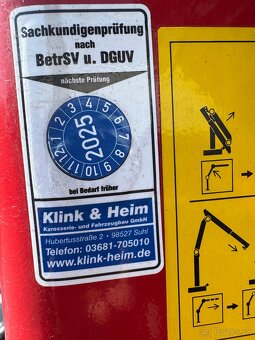 Sachkundigenprüfung
nach
BetrSV u. DGUV
nächste Prüfung
1 2 3 4 5 6 7 8 9 10 11 12
2025
bei Bedarf früher
Klink & Heim
Karosserie- und Fahrzeugbau GmbH
Hubertusstraße 2 • 98527 Suhl
Telefon: 03681-705010
www.klink-heim.de